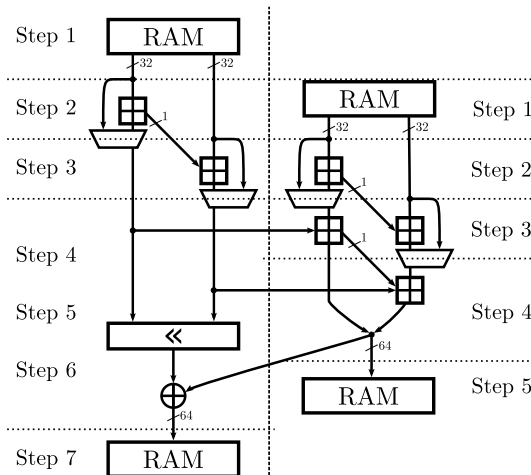 Step 1
RAM
32
32
Step 2
1
Step 3
Step 4
Step 5
«
Step 6
64
Step 7
RAM
RAM
Step 1
32
32
Step 2
1
Step 3
1
Step 4
64
RAM
Step 5